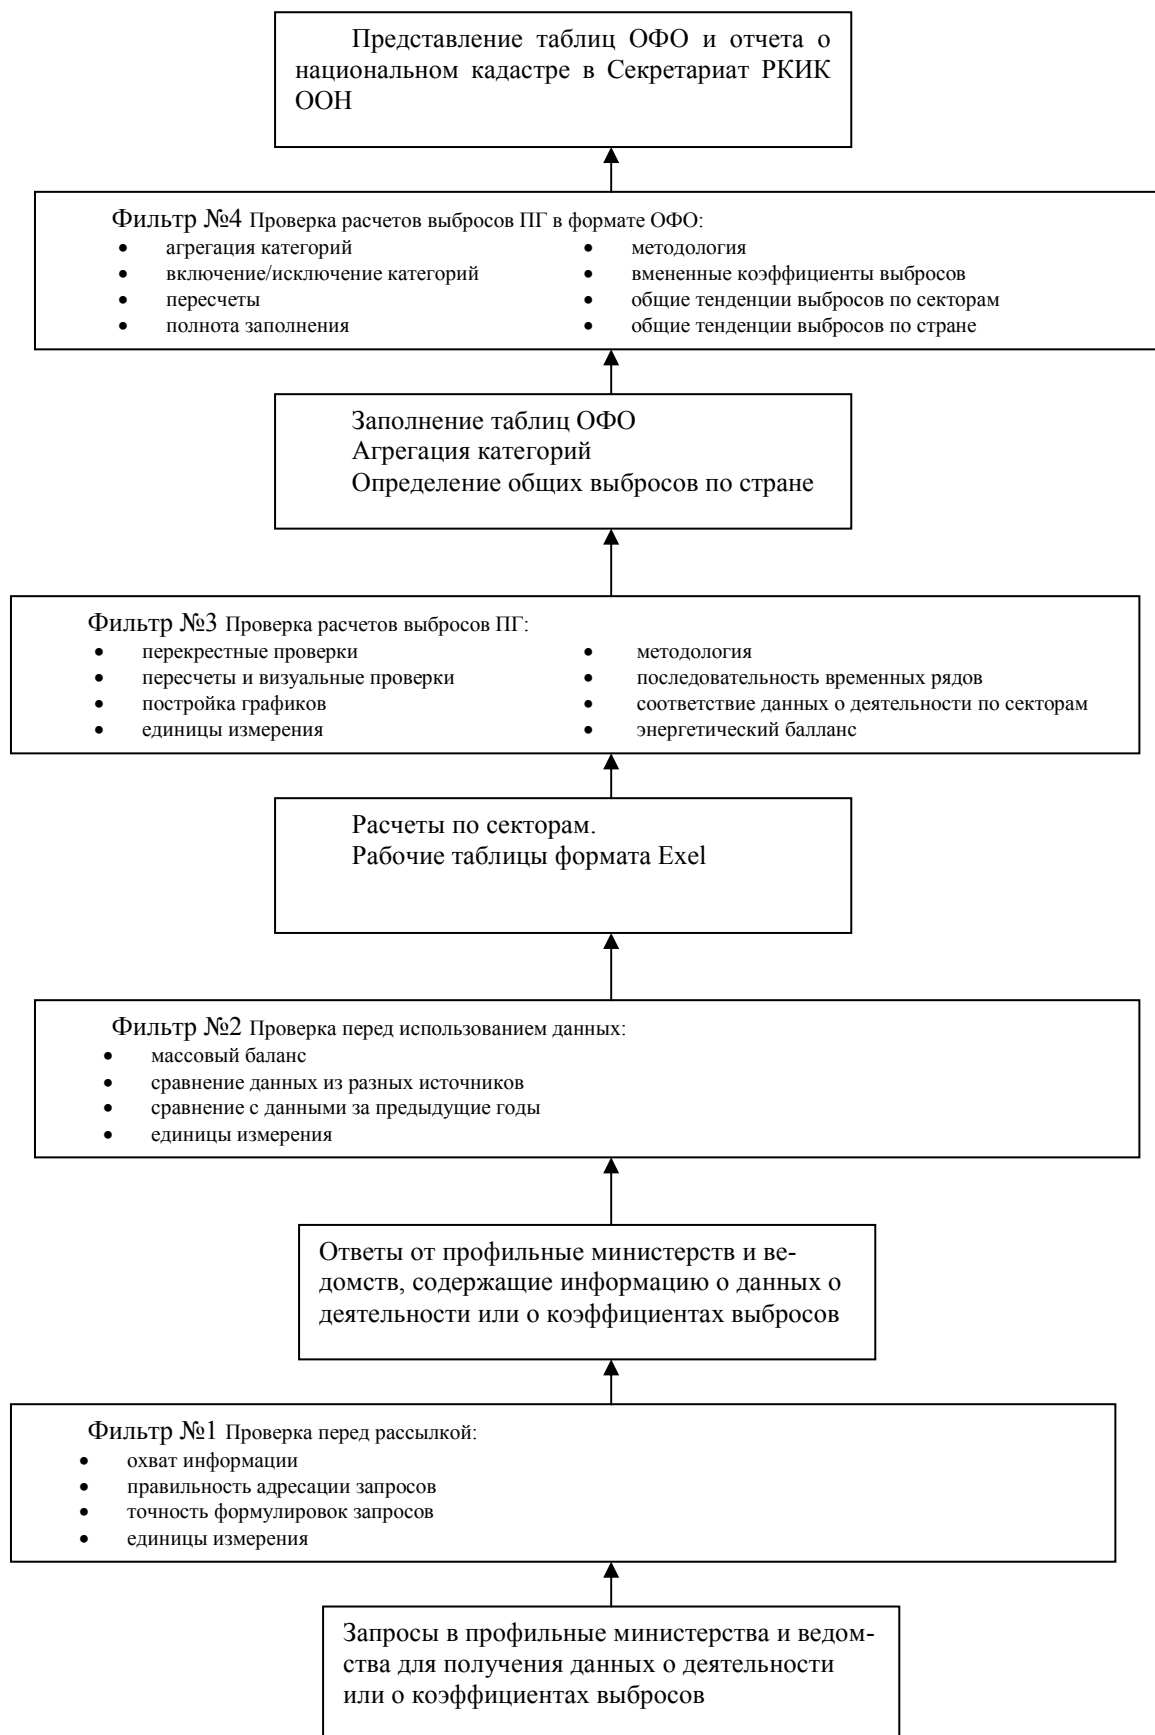 Представление таблиц ОФО и отчета о
национальном кадастре в Секретариат РКИК
ООН
Фильтр №4 Проверка расчетов выбросов ПГ в формате ОФО:
• агрегация категорий
• включение/исключение категорий
• пересчеты
• полнота заполнения
• методология
• вмененные коэффициенты выбросов
• общие тенденции выбросов по секторам
• общие тенденции выбросов по стране
Заполнение таблиц ОФО
Агрегация категорий
Определение общих выбросов по стране
Фильтр №3 Проверка расчетов выбросов ПГ:
• перекрестные проверки
• пересчеты и визуальные проверки
• постройка графиков
• единицы измерения
• методология
• последовательность временных рядов
• соответствие данных о деятельности по секторам
• энергетический балланс
Расчеты по секторам.
Рабочие таблицы формата Exel
Фильтр №2 Проверка перед использованием данных:
• массовый баланс
• сравнение данных из разных источников
• сравнение с данными за предыдущие годы
• единицы измерения
Ответы от профильные министерств и ве-
домств, содержащие информацию о данных о
деятельности или о коэффициентах выбросов
Фильтр №1 Проверка перед рассылкой:
• охват информации
• правильность адресации запросов
• точность формулировок запросов
• единицы измерения
Запросы в профильные министерства и ведом-
ства для получения данных о деятельности
или о коэффициентах выбросов